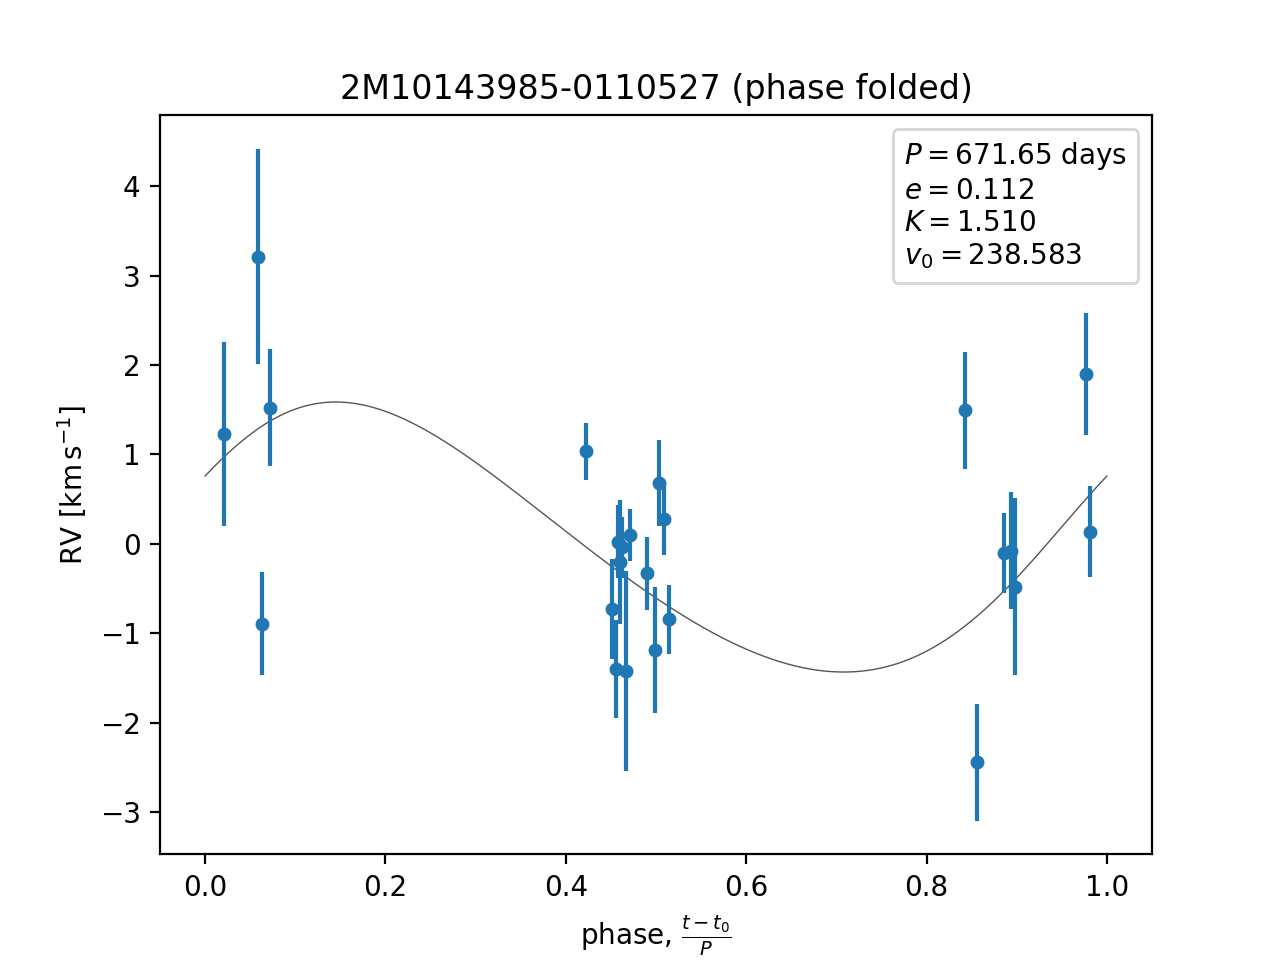 2M10143985-0110527 (phase folded)
P = 671.65 days
e = 0.112
K = 1.510
v₀ = 238.583
RV [km s⁻¹]
4
3
2
1
0
−1
−2
−3
0.0 0.2 0.4 0.6 0.8 1.0
phase, (t − t₀)/P